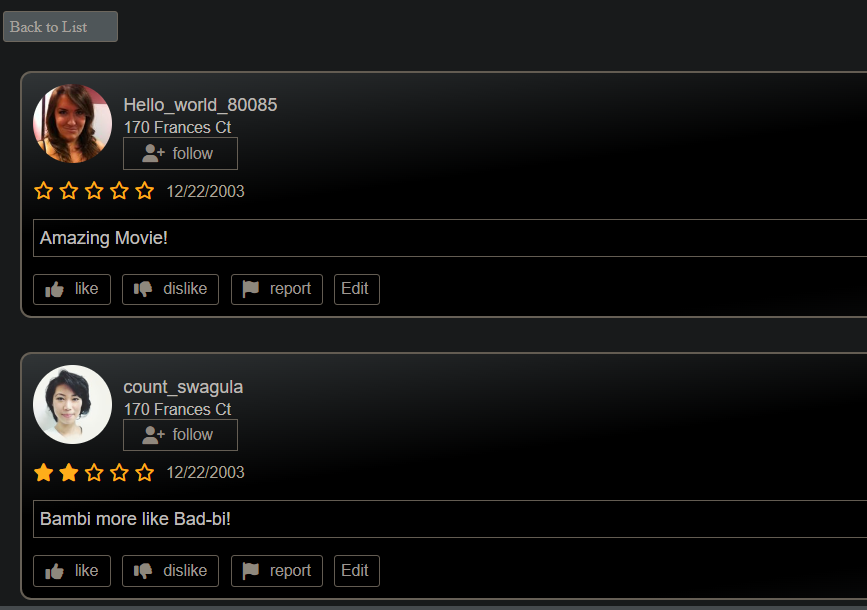 Back to List
Hello_world_80085
170 Frances Ct
follow
12/22/2003
Amazing Movie!
like dislike report Edit
count_swagula
170 Frances Ct
follow
12/22/2003
Bambi more like Bad-bi!
like dislike report Edit